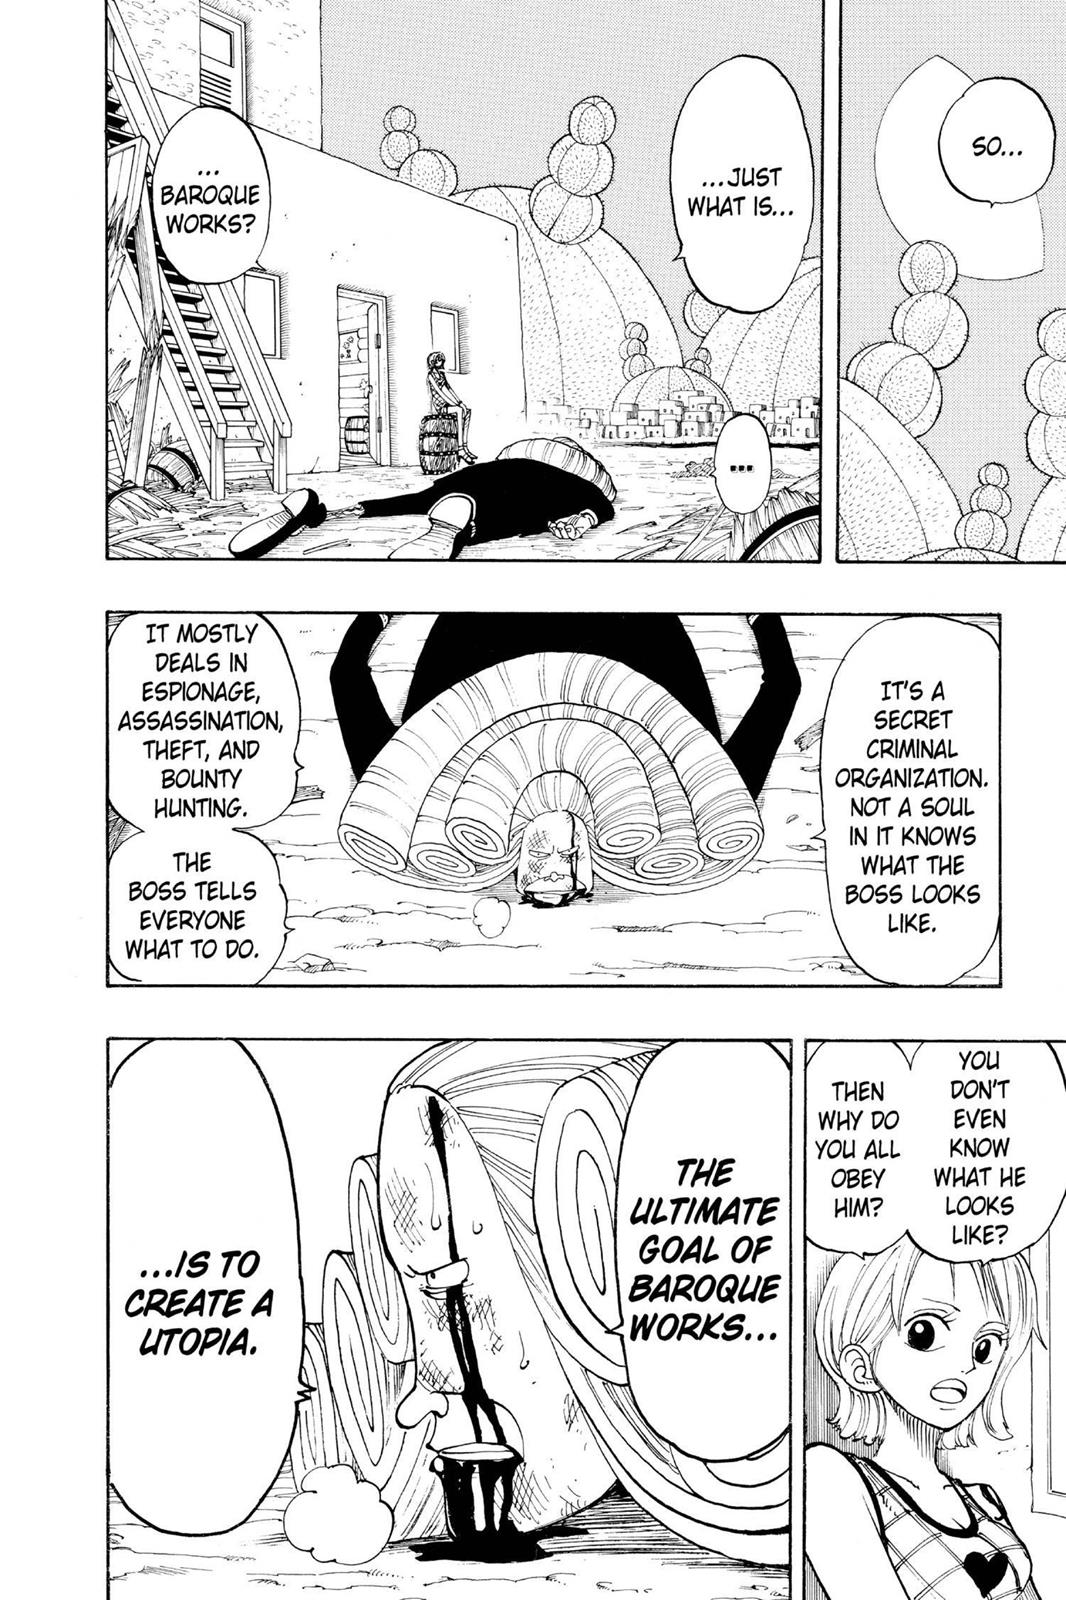 SO...
...JUST
WHAT IS...
...
BAROQUE
WORKS?
...
IT'S A
SECRET
CRIMINAL
ORGANIZATION.
NOT A SOUL
IN IT KNOWS
WHAT THE
BOSS LOOKS
LIKE.
IT MOSTLY
DEALS IN
ESPIONAGE,
ASSASSINATION,
THEFT, AND
BOUNTY
HUNTING.
THE
BOSS TELLS
EVERYONE
WHAT TO DO.
YOU
DON'T
EVEN
KNOW
WHAT HE
LOOKS
LIKE?
THEN
WHY DO
YOU ALL
OBEY
HIM?
THE
ULTIMATE
GOAL OF
BAROQUE
WORKS...
...IS TO
CREATE A
UTOPIA.